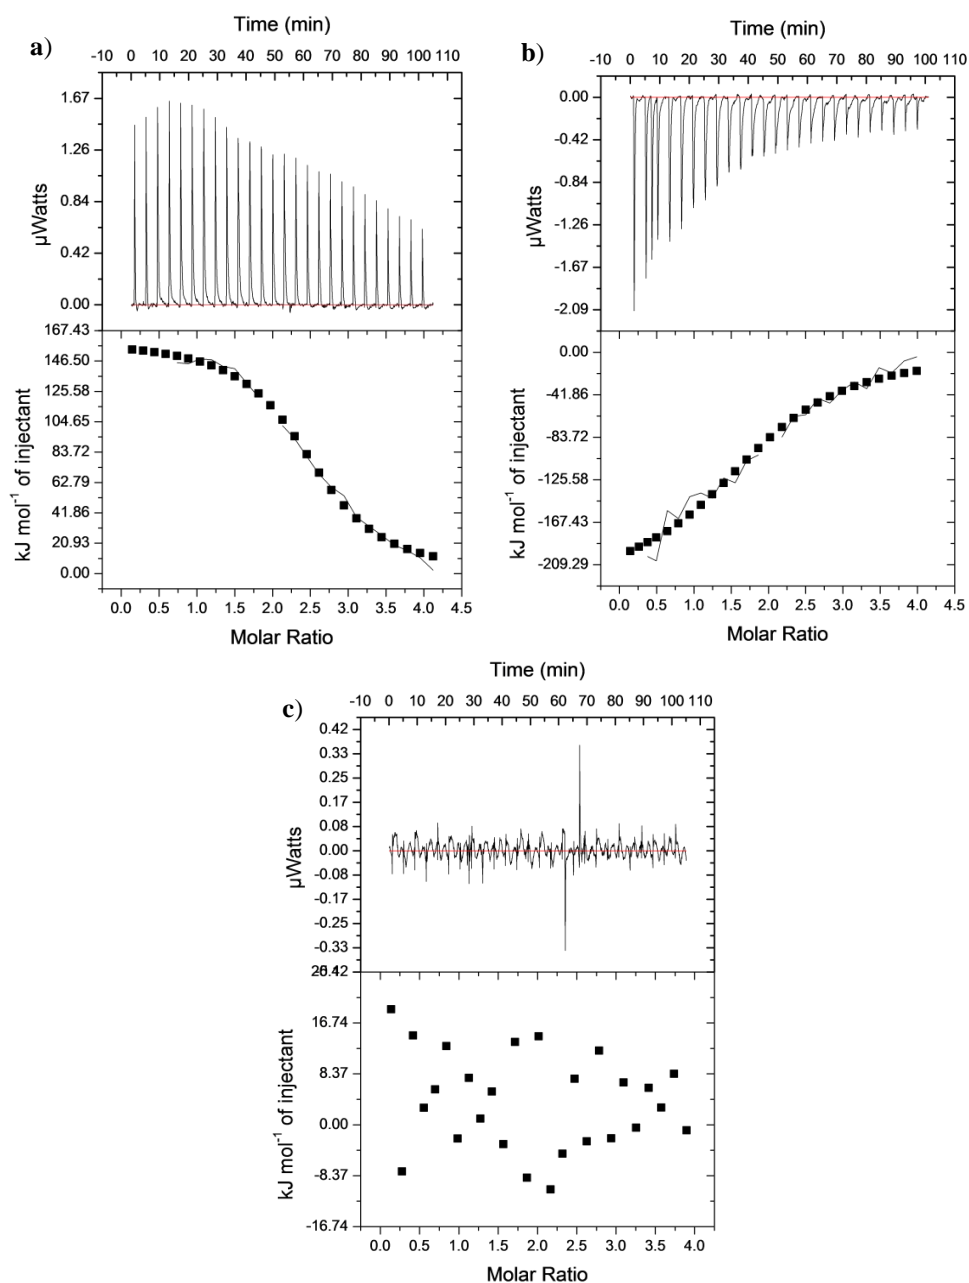 a)
Time (min)
-10 0 10 20 30 40 50 60 70 80 90 100 110
1.67
1.26
0.84
0.42
0.00
µWatts
167.43
146.50
125.58
104.65
83.72
62.79
41.86
20.93
0.00
kJ mol-1 of injectant
0.0 0.5 1.0 1.5 2.0 2.5 3.0 3.5 4.0 4.5
Molar Ratio
b)
Time (min)
-10 0 10 20 30 40 50 60 70 80 90 100 110
0.00
-0.42
-0.84
-1.26
-1.67
-2.09
µWatts
0.00
-41.86
-83.72
-125.58
-167.43
-209.29
kJ mol-1 of injectant
0.0 0.5 1.0 1.5 2.0 2.5 3.0 3.5 4.0 4.5
Molar Ratio
c)
Time (min)
-10 0 10 20 30 40 50 60 70 80 90 100 110
0.42
0.33
0.25
0.17
0.08
0.00
-0.08
-0.17
-0.25
-0.33
µWatts
16.74
8.37
0.00
-8.37
-16.74
kJ mol-1 of injectant
0.0 0.5 1.0 1.5 2.0 2.5 3.0 3.5 4.0
Molar Ratio